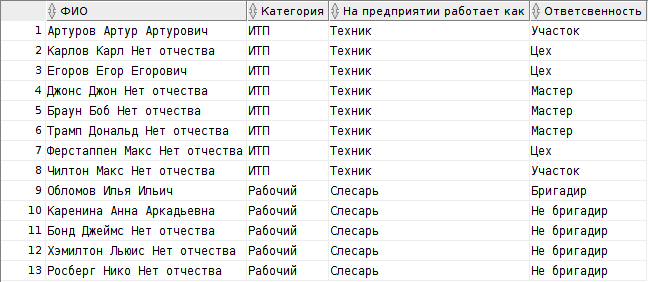 ФИО Категория На предприятии работает как Ответсвенность
1 Артуров Артур Артурович ИТП Техник Участок
2 Карлов Карл Нет отчества ИТП Техник Цех
3 Егоров Егор Егорович ИТП Техник Цех
4 Джонс Джон Нет отчества ИТП Техник Мастер
5 Браун Боб Нет отчества ИТП Техник Мастер
6 Трамп Дональд Нет отчества ИТП Техник Мастер
7 Ферстаппен Макс Нет отчества ИТП Техник Цех
8 Чилтон Макс Нет отчества ИТП Техник Участок
9 Обломов Илья Ильич Рабочий Слесарь Бригадир
10 Каренина Анна Аркадьевна Рабочий Слесарь Не бригадир
11 Бонд Джеймс Нет отчества Рабочий Слесарь Не бригадир
12 Хэмилтон Льюис Нет отчества Рабочий Слесарь Не бригадир
13 Росберг Нико Нет отчества Рабочий Слесарь Не бригадир